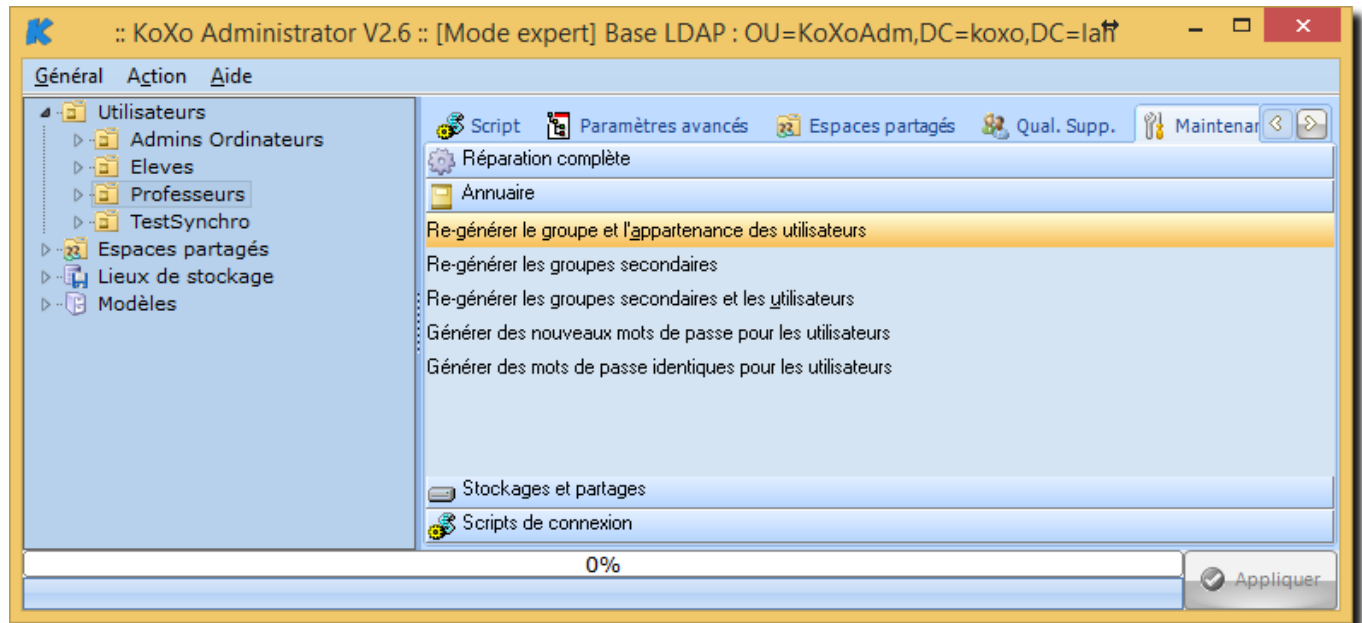 :: KoXo Administrator V2.6 :: [Mode expert] Base LDAP : OU=KoXoAdm,DC=koxo,DC=lan
Général Action Aide
Utilisateurs
Admins Ordinateurs
Eleves
Professeurs
TestSynchro
Espaces partagés
Lieux de stockage
Modèles
Script Paramètres avancés Espaces partagés Qual. Supp. Maintenan
Réparation complète
Annuaire
Re-générer le groupe et l'appartenance des utilisateurs
Re-générer les groupes secondaires
Re-générer les groupes secondaires et les utilisateurs
Générer des nouveaux mots de passe pour les utilisateurs
Générer des mots de passe identiques pour les utilisateurs
Stockages et partages
Scripts de connexion
0%
Appliquer